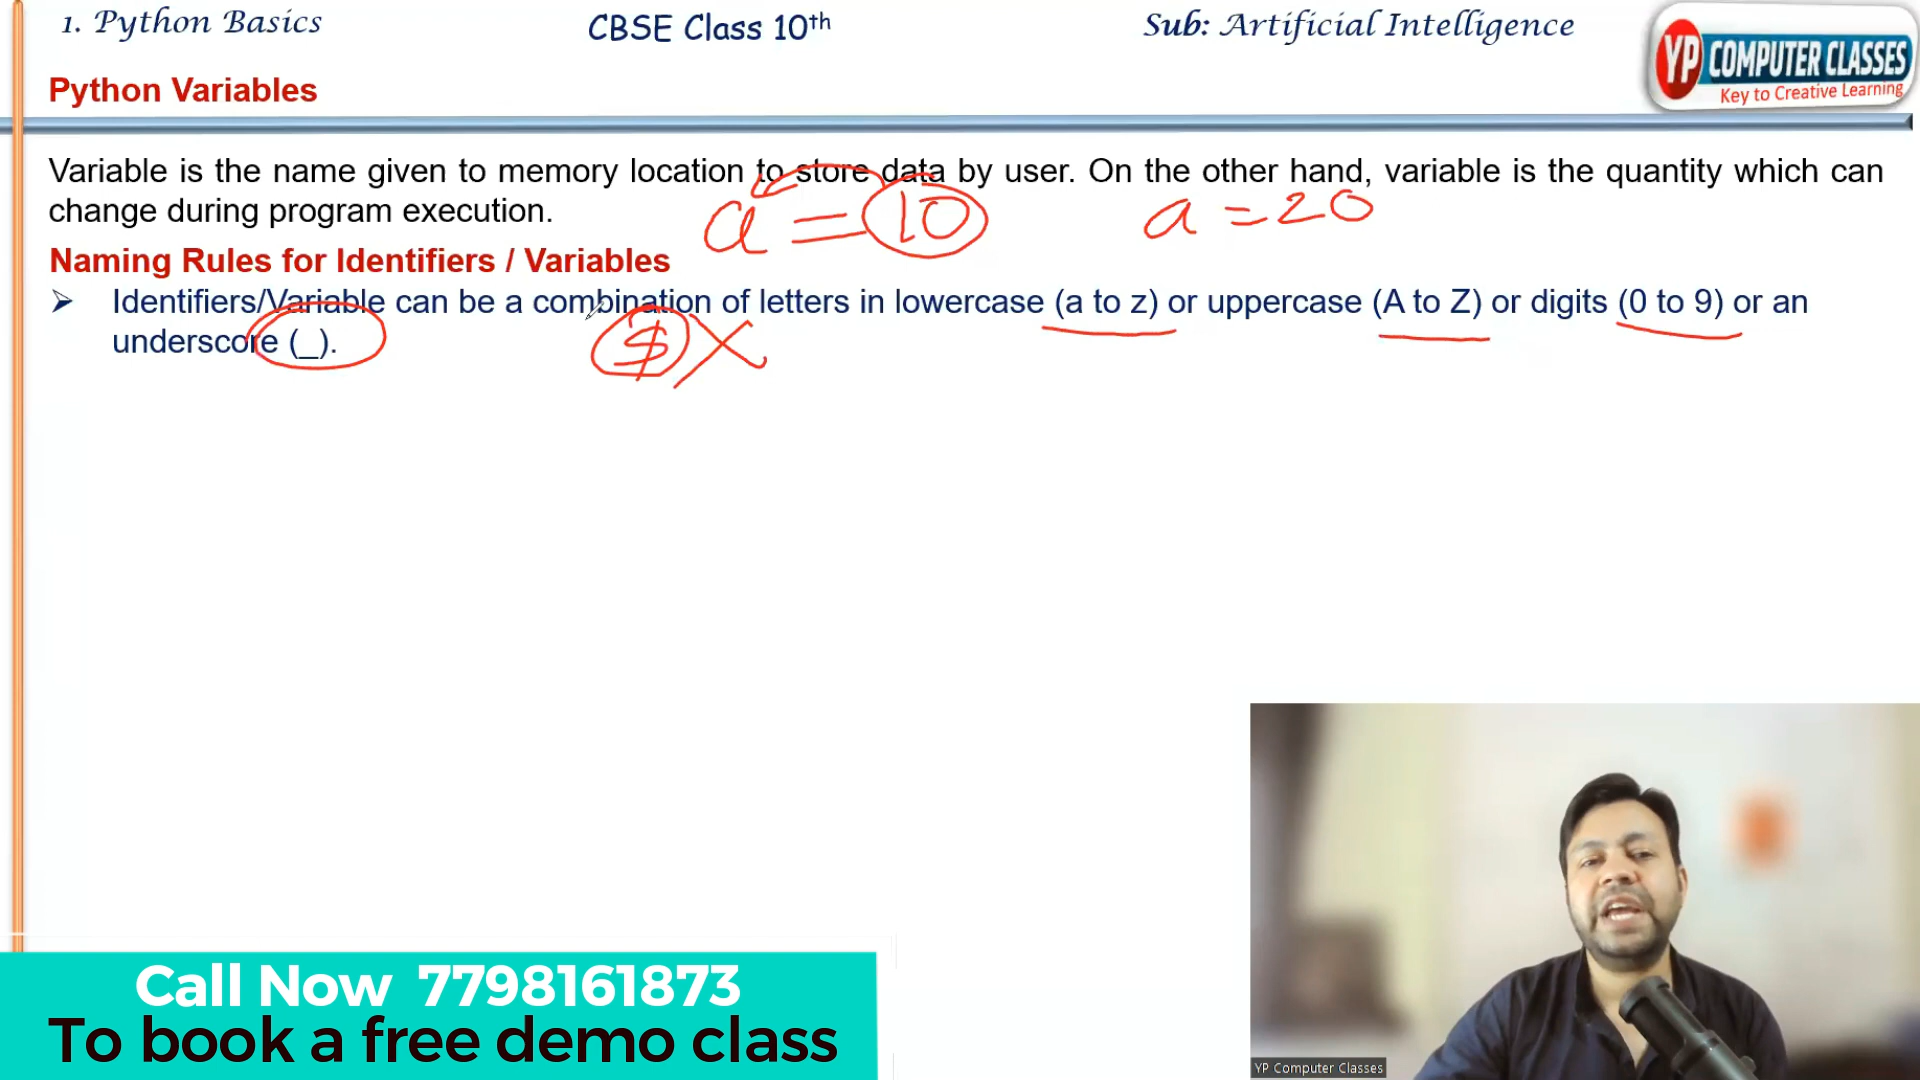 1. Python Basics
CBSE Class 10th
Sub: Artificial Intelligence
YP COMPUTER CLASSES
Key to Creative Learning
Python Variables
Variable is the name given to memory location to store data by user. On the other hand, variable is the quantity which can
change during program execution.
a = 10
a = 20
Naming Rules for Identifiers / Variables
➢ Identifiers/Variable can be a combination of letters in lowercase (a to z) or uppercase (A to Z) or digits (0 to 9) or an
underscore (_).
$ X
Call Now 7798161873
To book a free demo class
YP Computer Classes